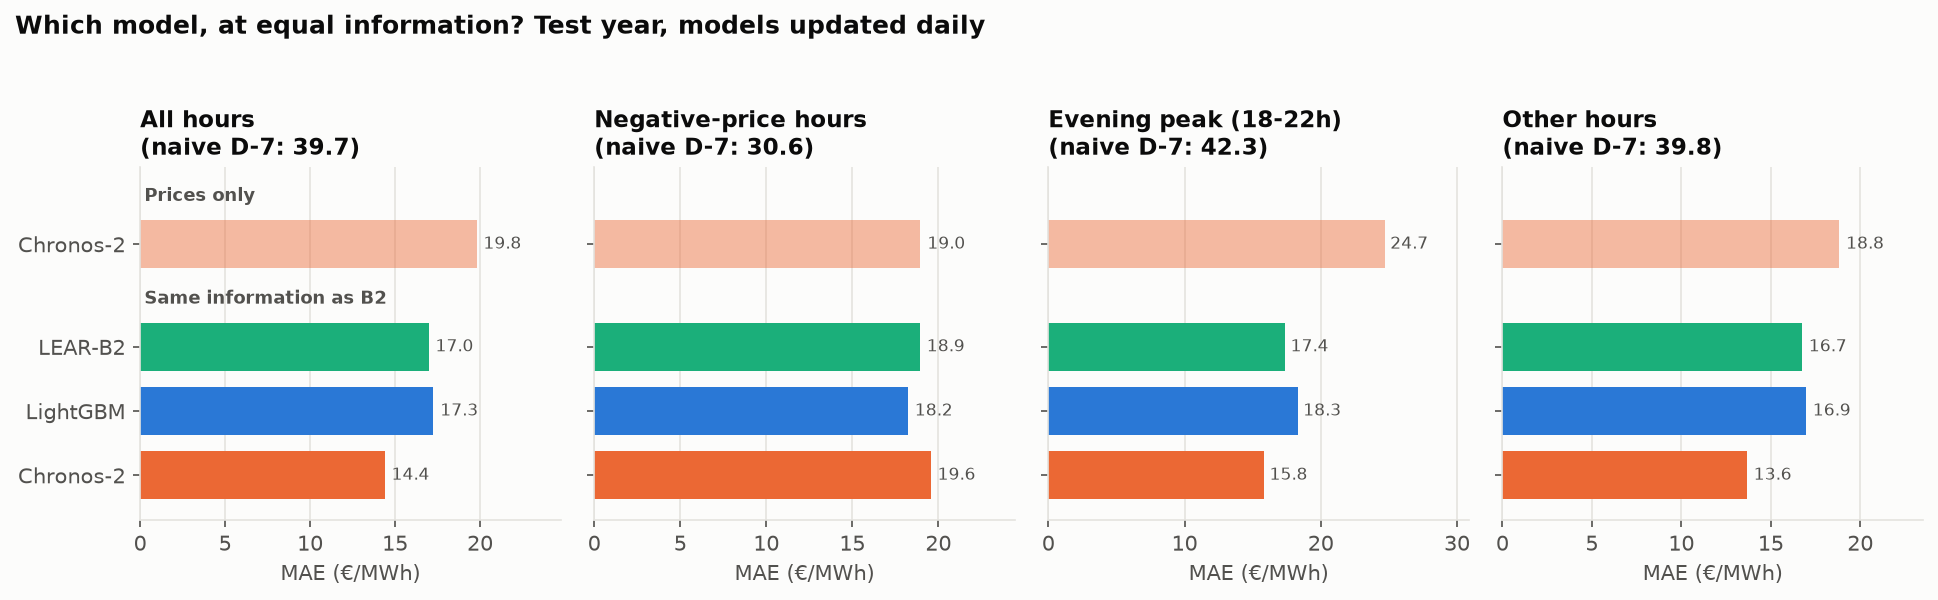 Which model, at equal information? Test year, models updated daily
All hours
(naive D-7: 39.7)
Negative-price hours
(naive D-7: 30.6)
Evening peak (18-22h)
(naive D-7: 42.3)
Other hours
(naive D-7: 39.8)
Prices only
Chronos-2
19.8
19.0
24.7
18.8
Same information as B2
LEAR-B2
17.0
18.9
17.4
16.7
LightGBM
17.3
18.2
18.3
16.9
Chronos-2
14.4
19.6
15.8
13.6
0 5 10 15 20
0 5 10 15 20
0 10 20 30
0 5 10 15 20
MAE (€/MWh)
MAE (€/MWh)
MAE (€/MWh)
MAE (€/MWh)